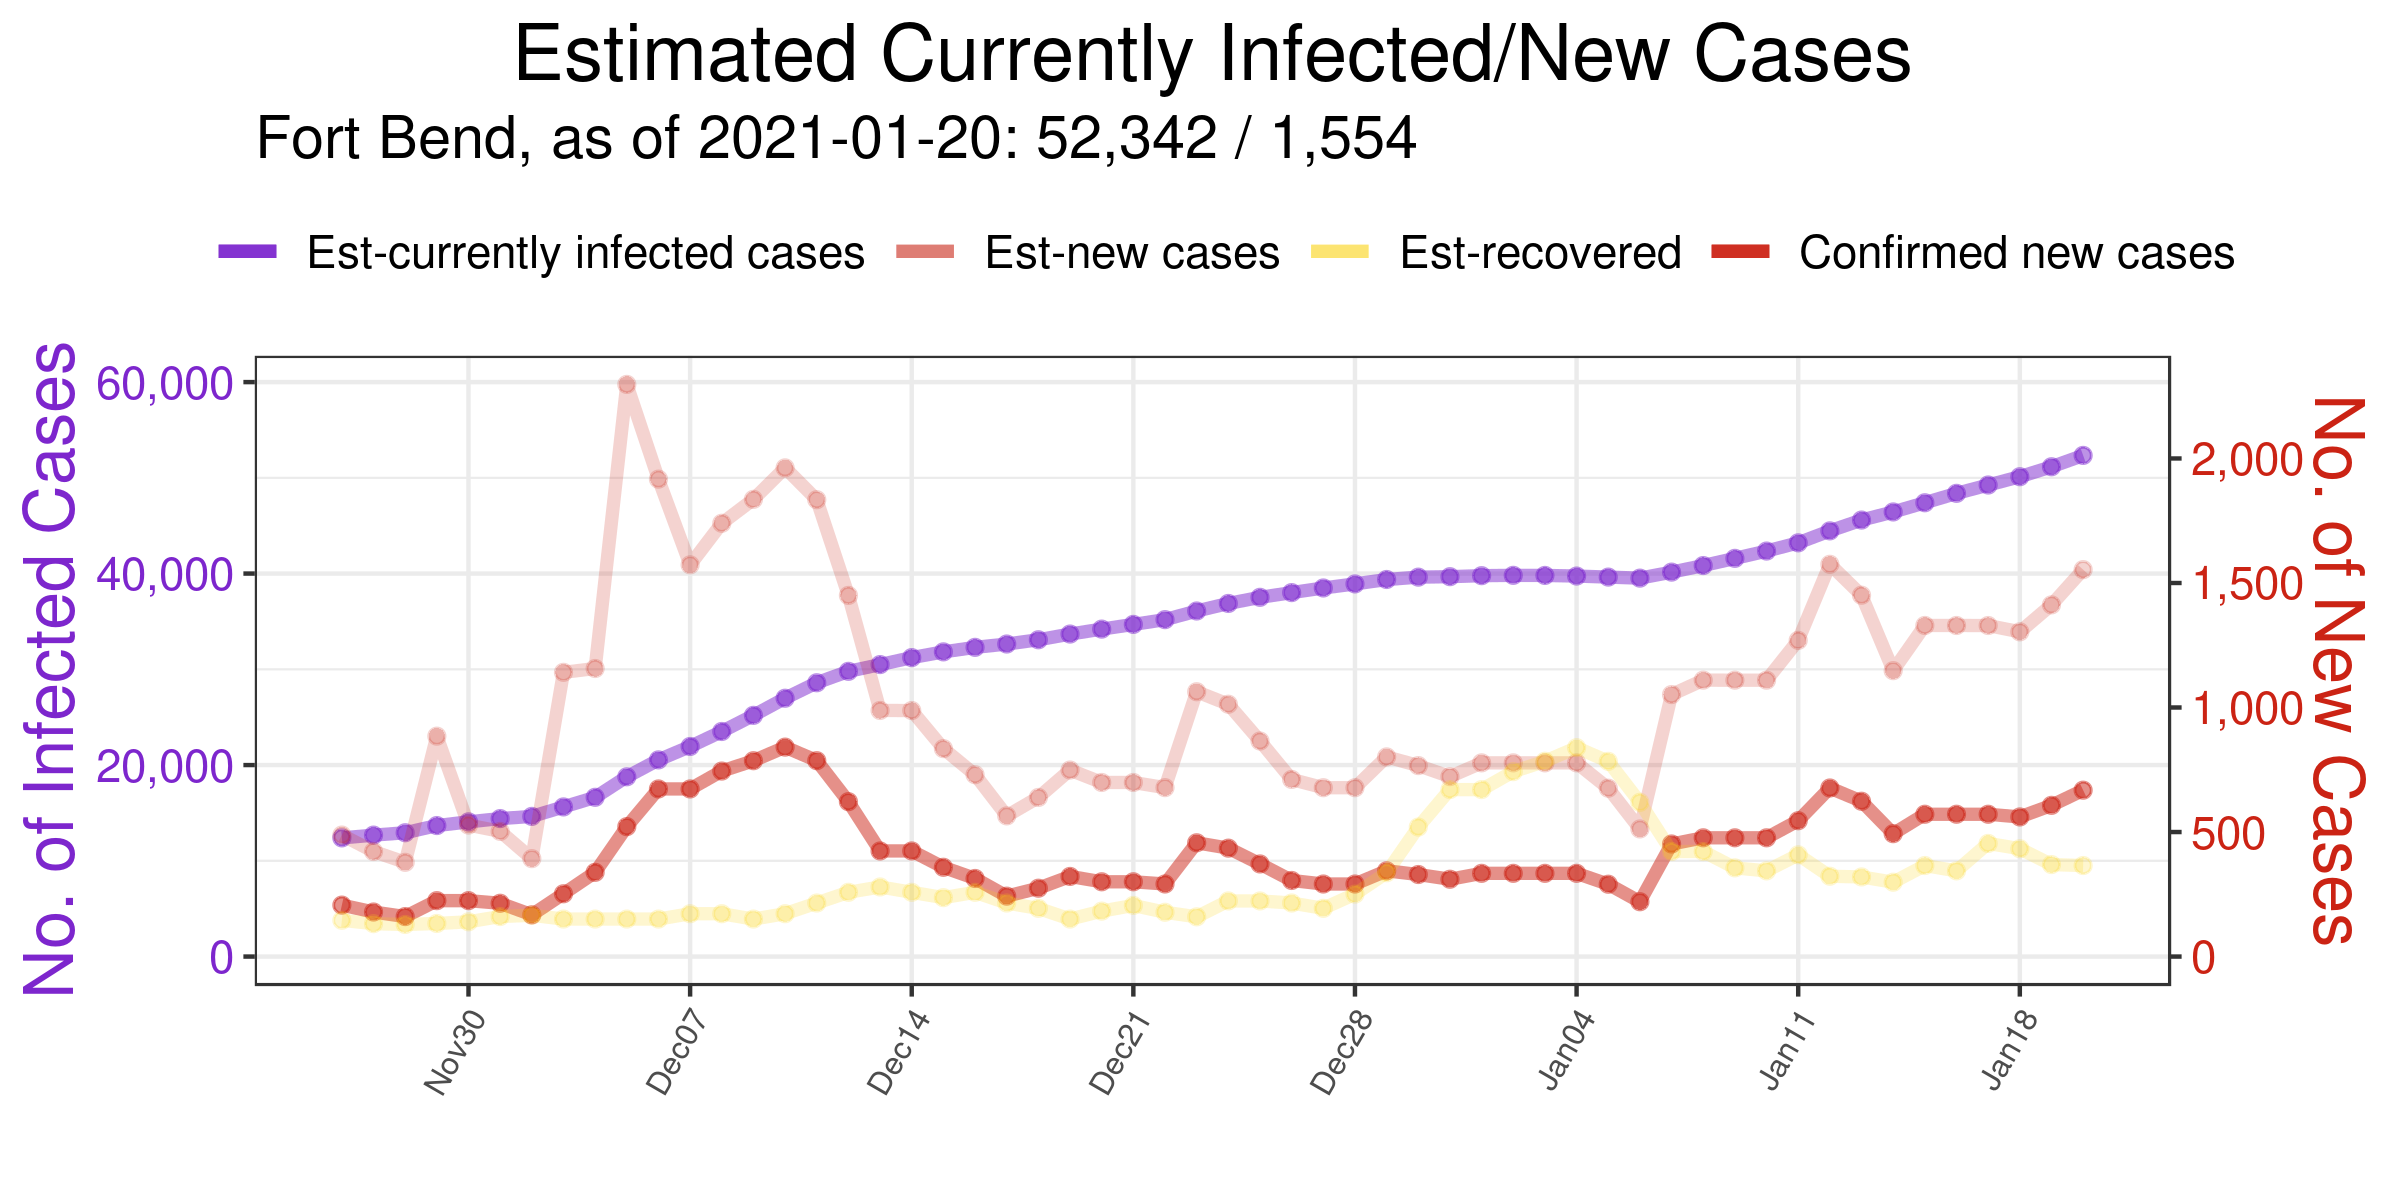 Estimated Currently Infected/New Cases
Fort Bend, as of 2021-01-20: 52,342 / 1,554
Est-currently infected cases Est-new cases Est-recovered Confirmed new cases
No. of Infected Cases
60,000
40,000
20,000
0
2,000
1,500
1,000
500
0
No. of New Cases
Nov30 Dec07 Dec14 Dec21 Dec28 Jan04 Jan11 Jan18